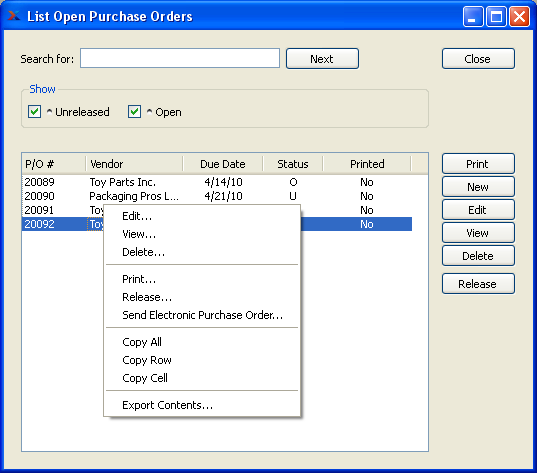 List Open Purchase Orders
Search for: Next Close
Show
Unreleased Open
P/O # Vendor Due Date Status Printed
20089 Toy Parts Inc. 4/14/10 O No
20090 Packaging Pros L... 4/21/10 U No
20091 Toy No
20092 Toy No
Edit...
View...
Delete...
Print...
Release...
Send Electronic Purchase Order...
Copy All
Copy Row
Copy Cell
Export Contents...
Print
New
Edit
View
Delete
Release